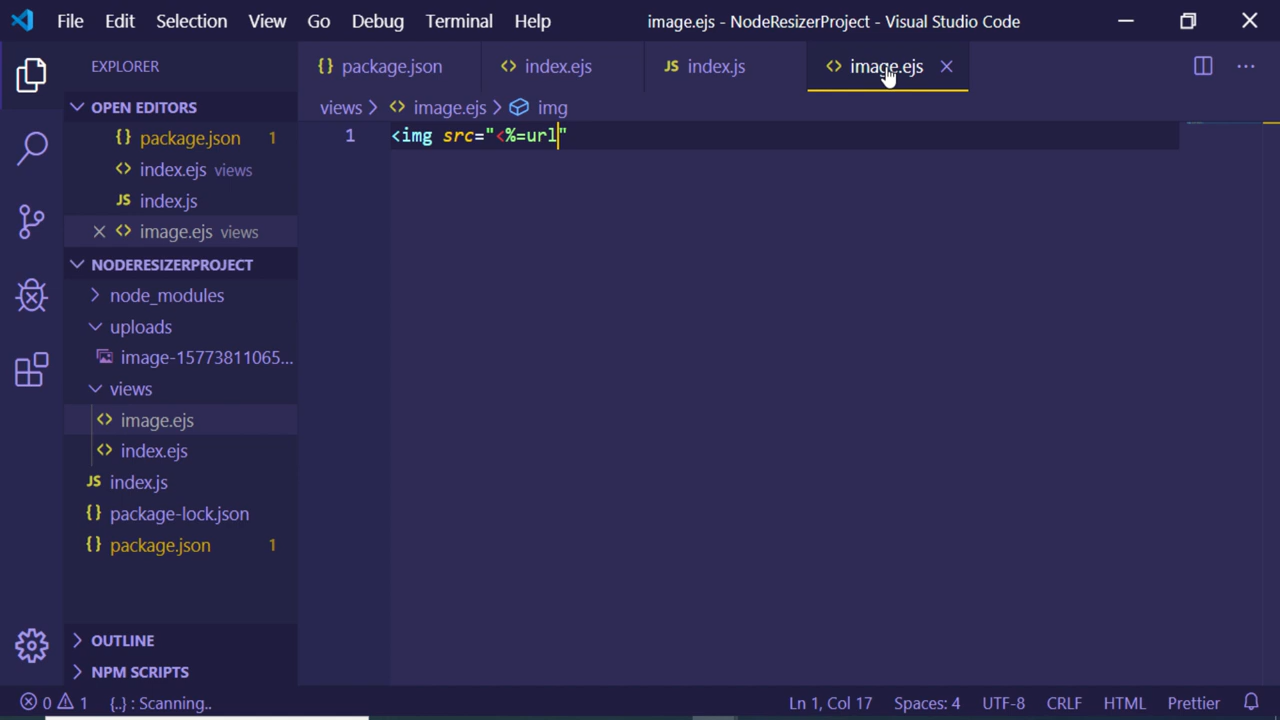 File Edit Selection View Go Debug Terminal Help image.ejs - NodeResizerProject - Visual Studio Code
EXPLORER
{} package.json <> index.ejs JS index.js <> image.ejs
OPEN EDITORS
views > <> image.ejs > img
{} package.json 1
<> index.ejs views
JS index.js
<> image.ejs views
1 <img src="<%=url"
NODERESIZERPROJECT
node_modules
uploads
image-15773811065...
views
<> image.ejs
<> index.ejs
JS index.js
{} package-lock.json
{} package.json 1
OUTLINE
NPM SCRIPTS
0 1 {..} : Scanning.. Ln 1, Col 17 Spaces: 4 UTF-8 CRLF HTML Prettier